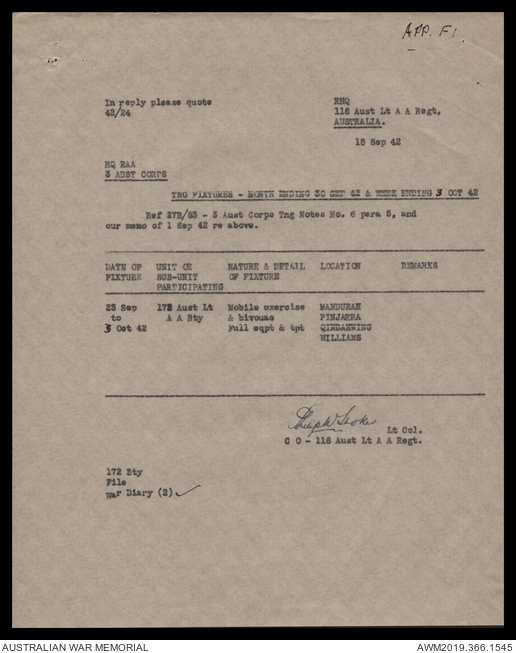 APP. F1
In reply please quote
42/24
RHQ
116 Aust Lt A A Regt,
AUSTRALIA.
18 Sep 42
HQ RAA
3 AUST CORPS
TNG FIXTURES - MONTH ENDING 30 SEP 42 & WEEK ENDING 3 OCT 42
Ref 27B/93 - 3 Aust Corps Tng Notes No. 6 para 5, and
our memo of 1 Sep 42 re above.
DATE OF FIXTURE UNIT OR SUB-UNIT PARTICIPATING NATURE & DETAIL OF FIXTURE LOCATION REMARKS
23 Sep 172 Aust Lt Mobile exercise MANDURAH
to A A Bty & bivouac PINJARRA
3 Oct 42 Full eqpt & tpt QINDANNING
WILLIAMS
Lt Col.
C O - 116 Aust Lt A A Regt.
172 Bty
File
War Diary (2) ✓
AUSTRALIAN WAR MEMORIAL
AWM2019.366.1545